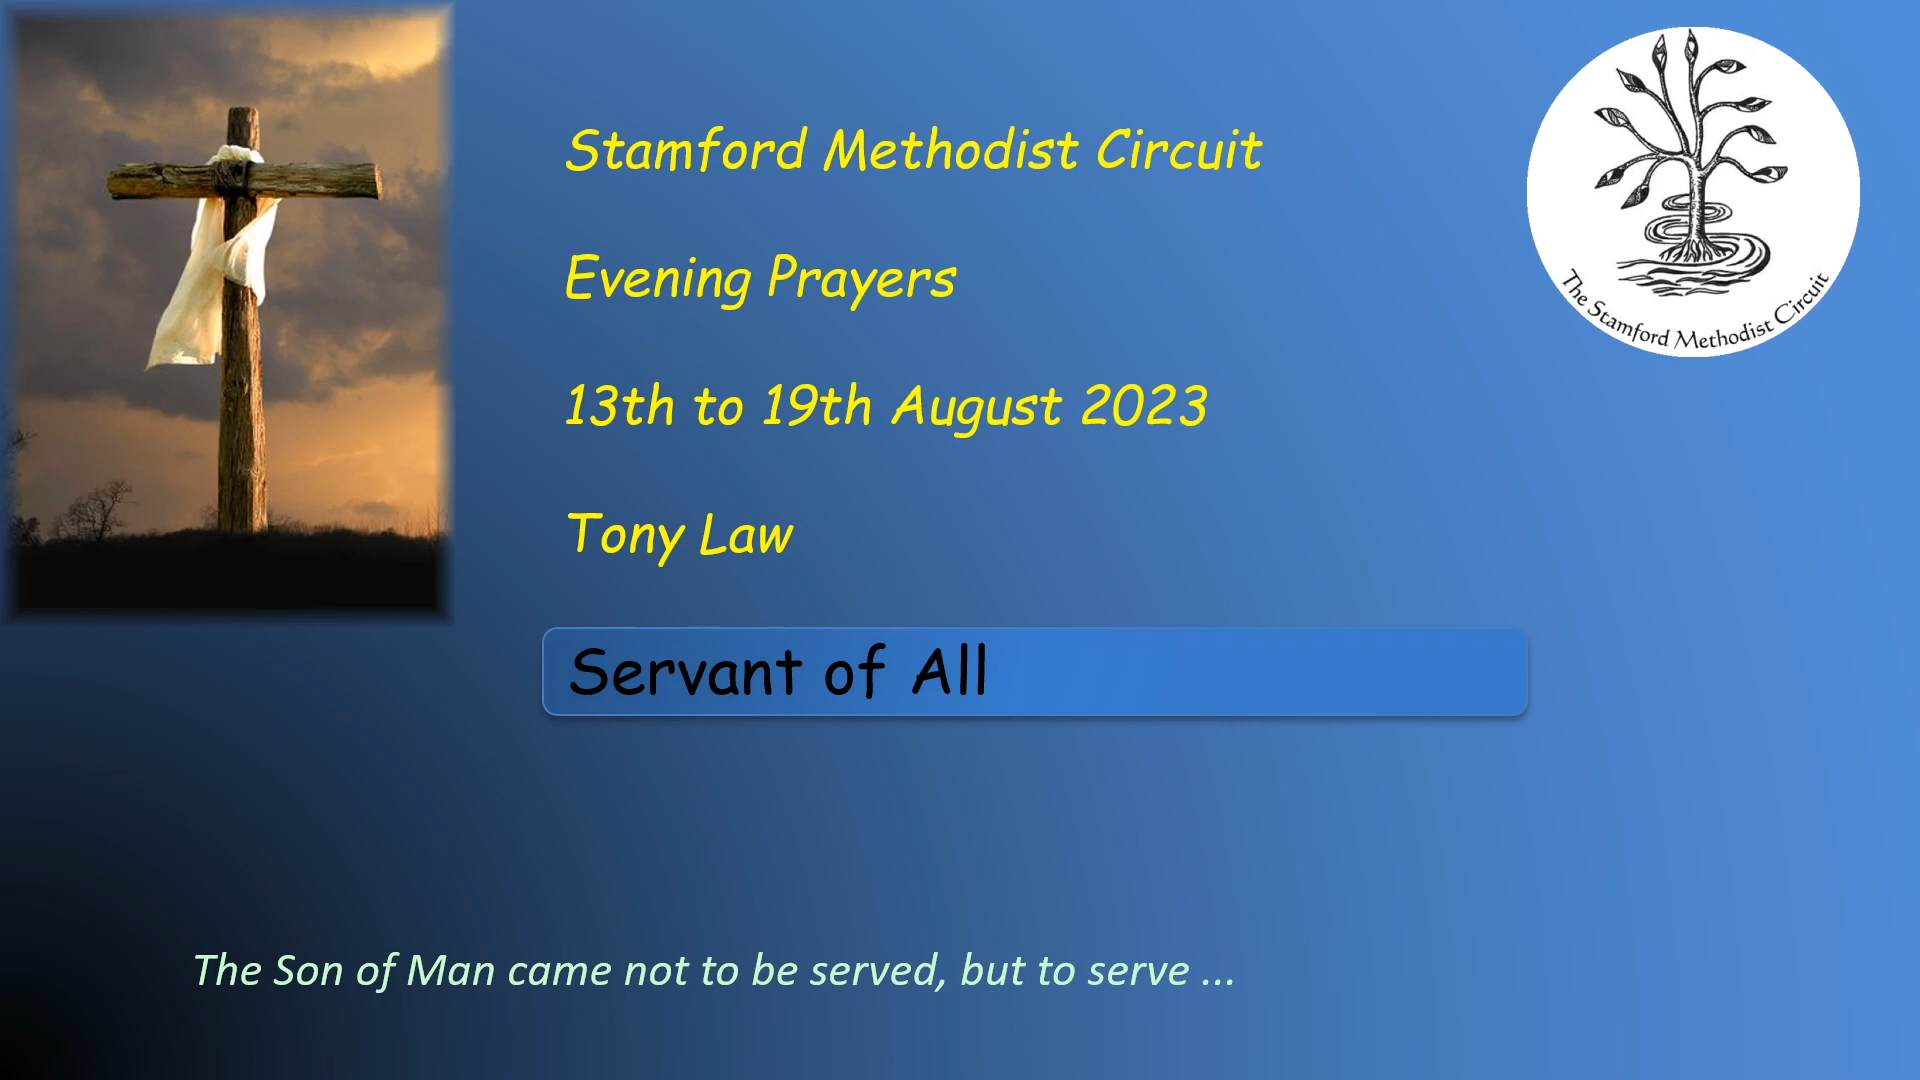 Stamford Methodist Circuit
Evening Prayers
13th to 19th August 2023
Tony Law
Servant of All
The Son of Man came not to be served, but to serve ...
The Stamford Methodist Circuit